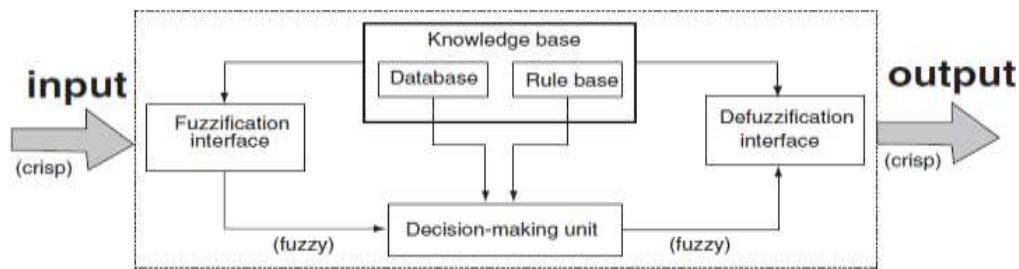 Knowledge base
Database
Rule base
input
output
Fuzzification
interface
Defuzzification
interface
(crisp)
(crisp)
Decision-making unit
(fuzzy)
(fuzzy)